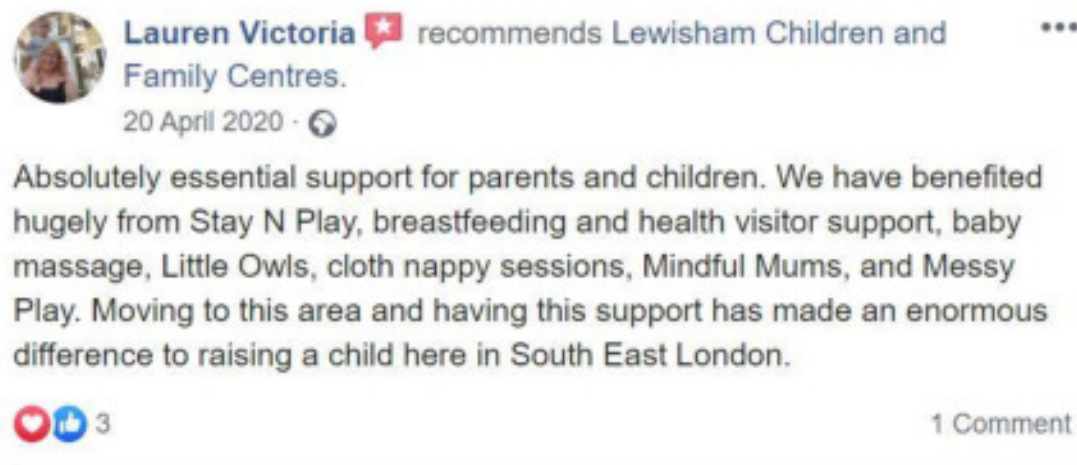 Lauren Victoria recommends Lewisham Children and
Family Centres.
20 April 2020 ·
Absolutely essential support for parents and children. We have benefited
hugely from Stay N Play, breastfeeding and health visitor support, baby
massage, Little Owls, cloth nappy sessions, Mindful Mums, and Messy
Play. Moving to this area and having this support has made an enormous
difference to raising a child here in South East London.
3 1 Comment